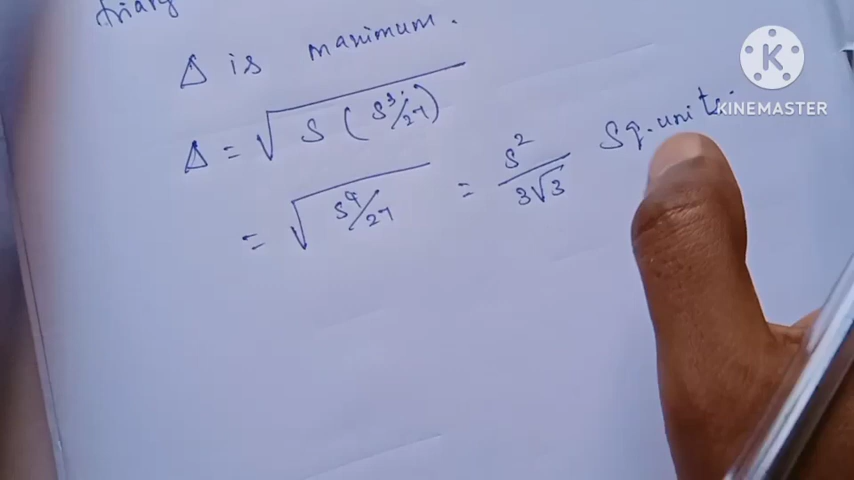 Δ is maximum.
Δ = √(S (S³/27))
= √(S⁴/27) = S²/3√3 Sq. units.
KINEMASTER